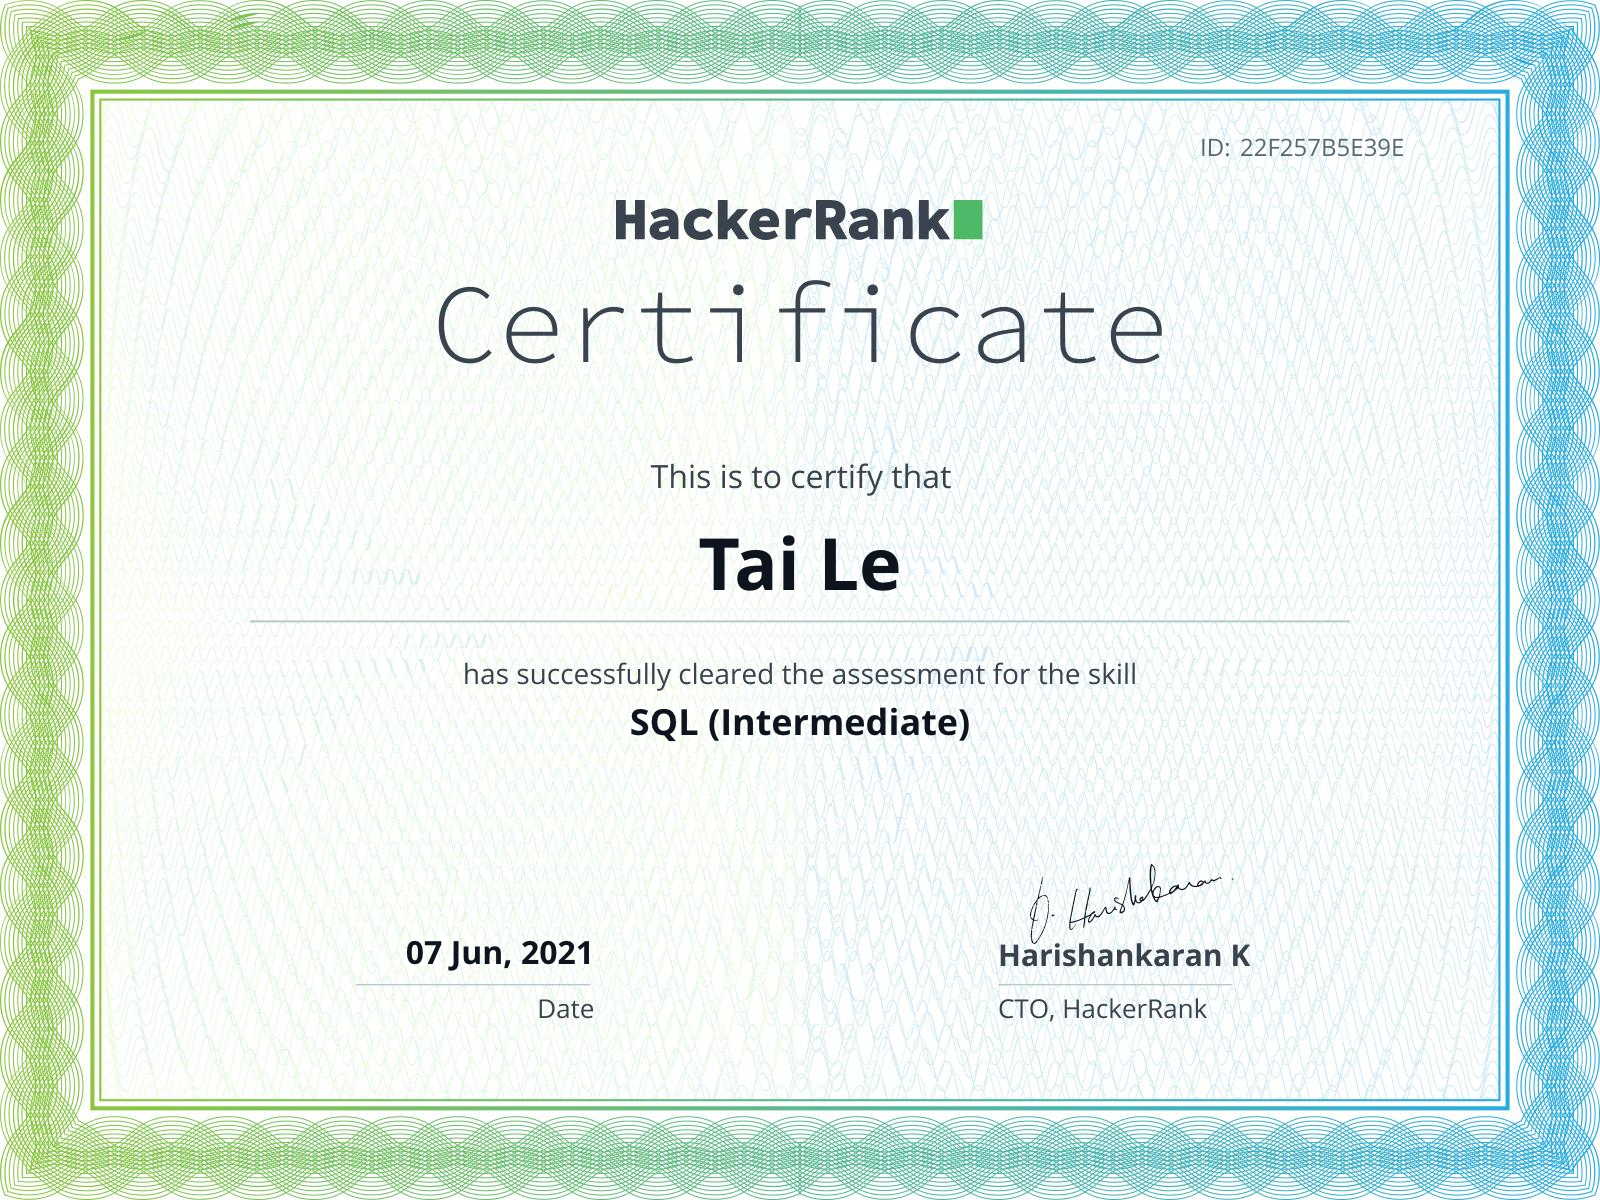 ID: 22F257B5E39E
HackerRank
Certificate
This is to certify that
Tai Le
has successfully cleared the assessment for the skill
SQL (Intermediate)
07 Jun, 2021
Date
D. Harishekaran
Harishankaran K
CTO, HackerRank